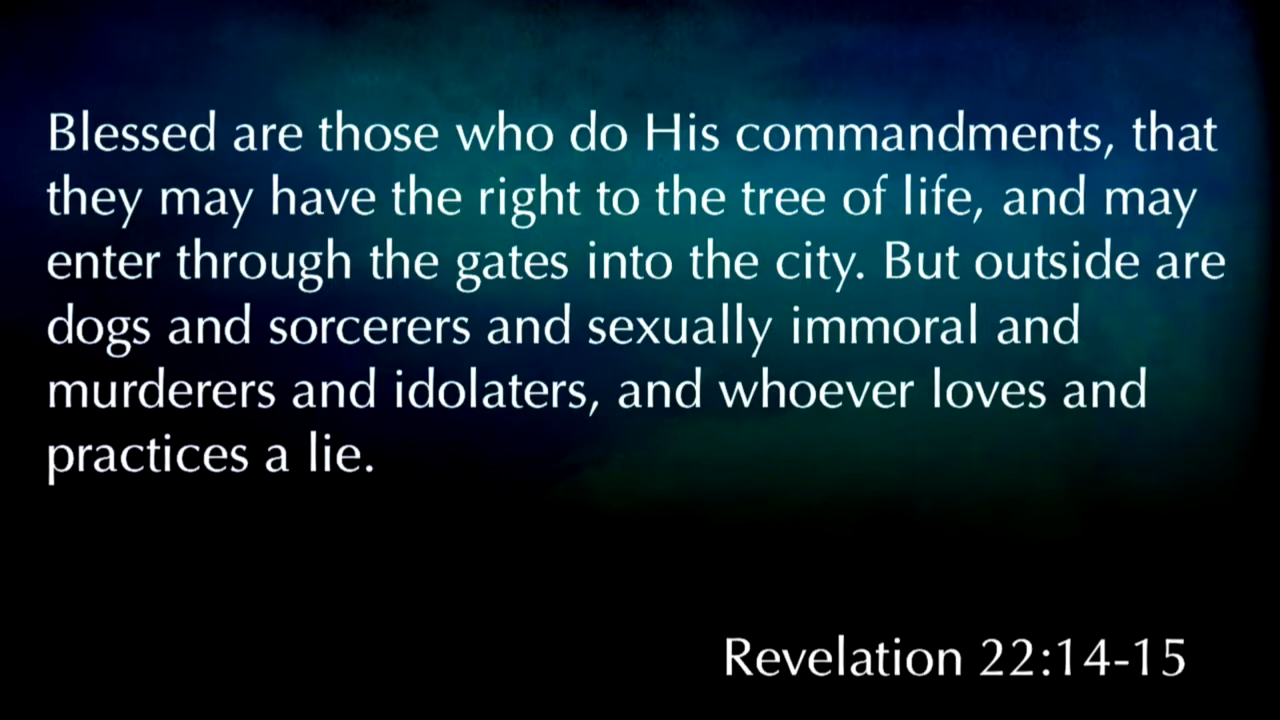 Blessed are those who do His commandments, that
they may have the right to the tree of life, and may
enter through the gates into the city. But outside are
dogs and sorcerers and sexually immoral and
murderers and idolaters, and whoever loves and
practices a lie.
Revelation 22:14-15